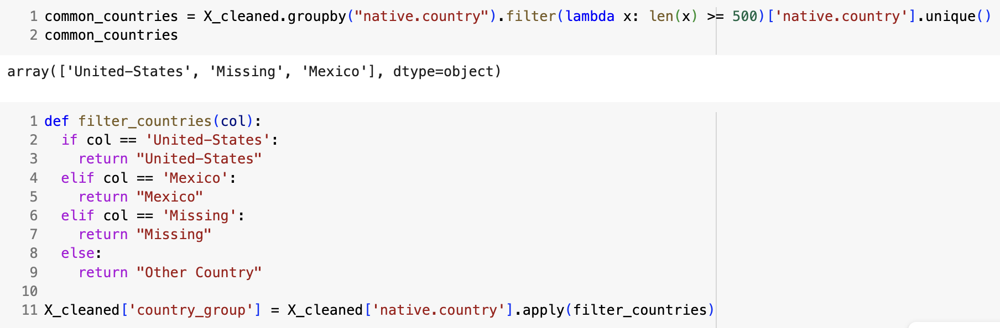 1 common_countries = X_cleaned.groupby("native.country").filter(lambda x: len(x) >= 500)['native.country'].unique()
2 common_countries
array(['United-States', 'Missing', 'Mexico'], dtype=object)
1 def filter_countries(col):
2   if col == 'United-States':
3     return "United-States"
4   elif col == 'Mexico':
5     return "Mexico"
6   elif col == 'Missing':
7     return "Missing"
8   else:
9     return "Other Country"
10
11 X_cleaned['country_group'] = X_cleaned['native.country'].apply(filter_countries)